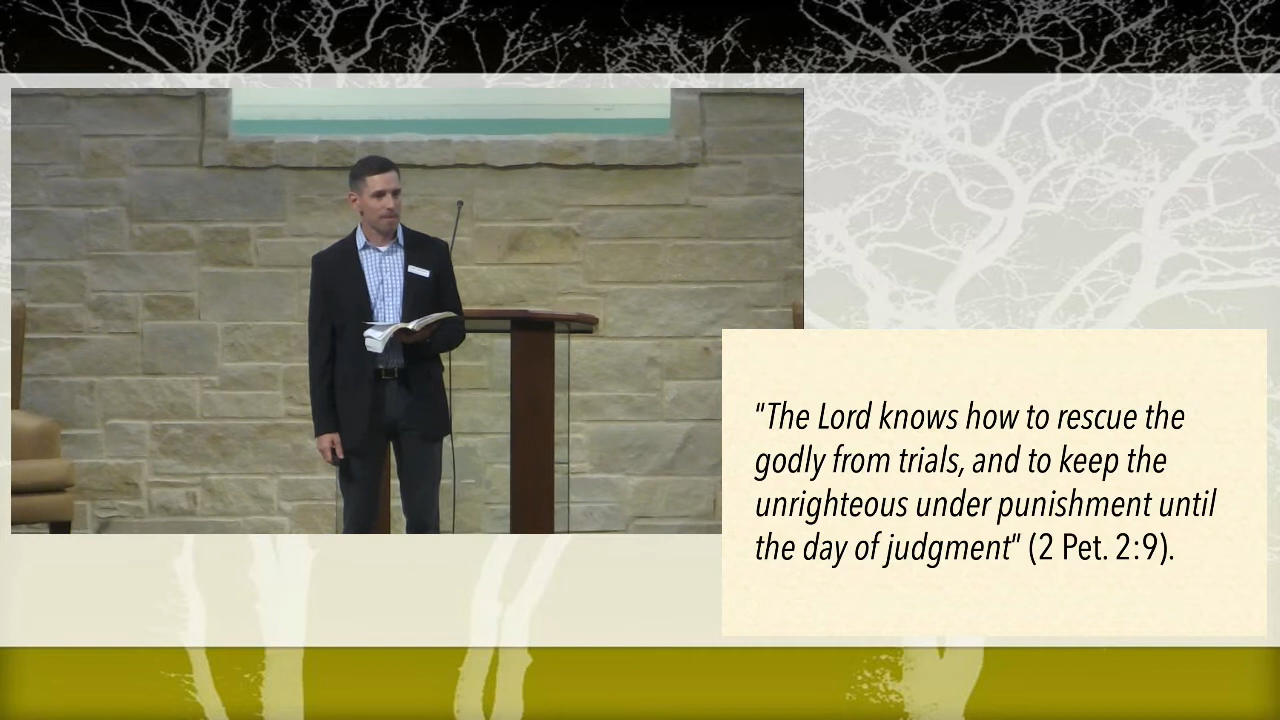 "The Lord knows how to rescue the
godly from trials, and to keep the
unrighteous under punishment until
the day of judgment" (2 Pet. 2:9).